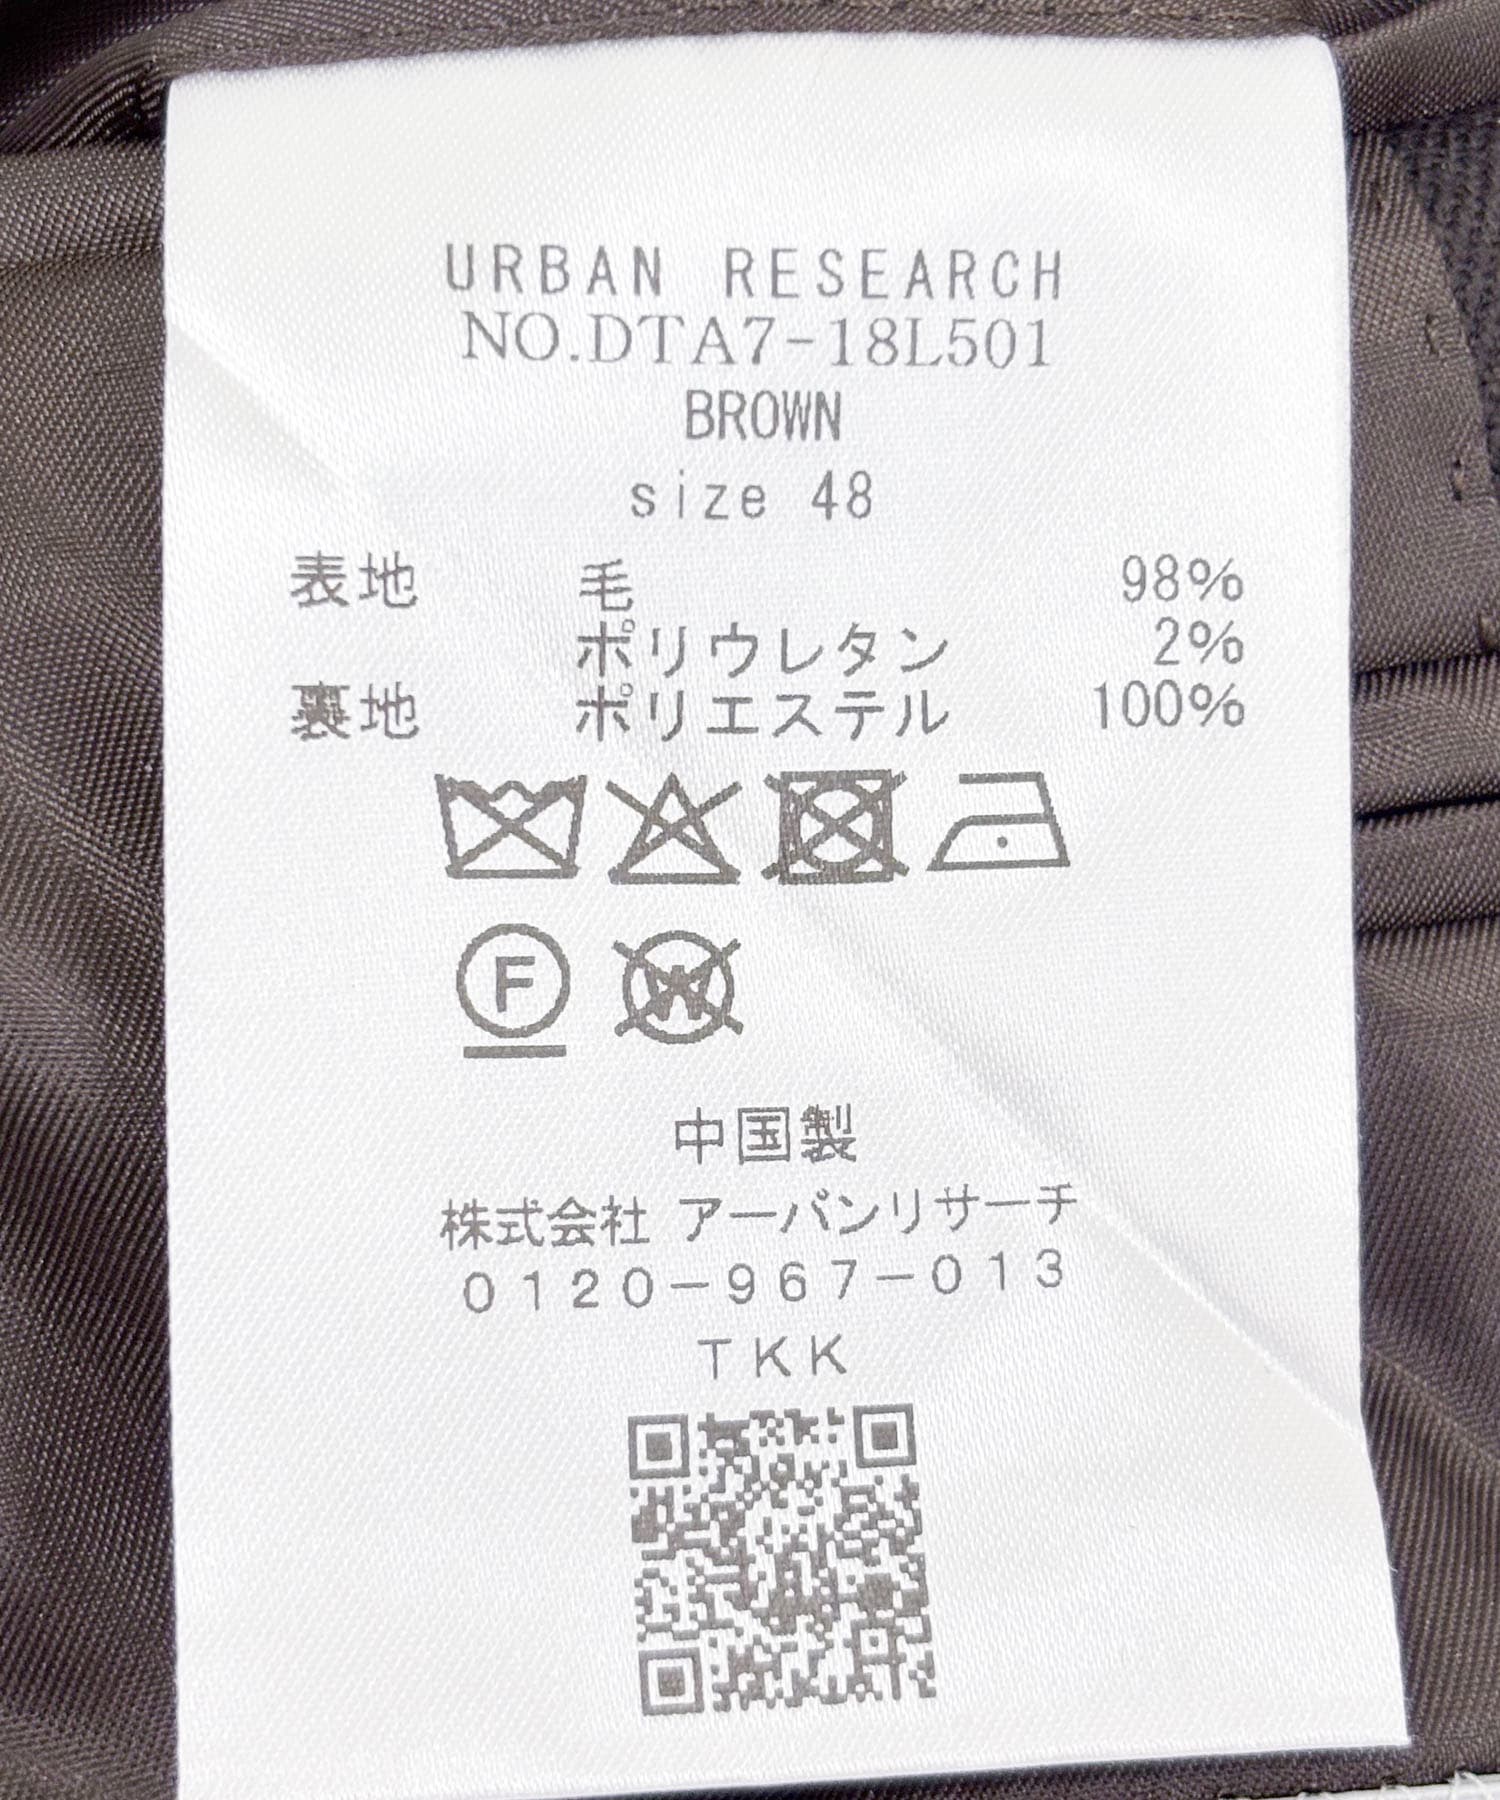 URBAN RESEARCH
NO.DTA7-18L501
BROWN
size 48
表地 毛 98%
ポリウレタン 2%
裏地 ポリエステル 100%
F W
中国製
株式会社 アーバンリサーチ
0120-967-013
TKK